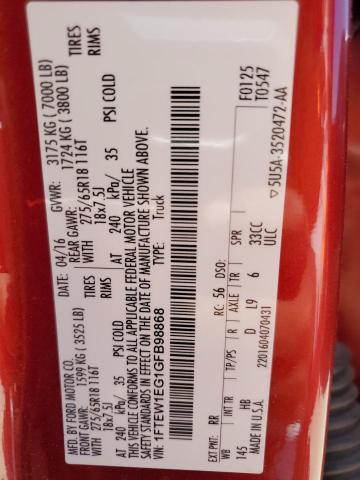 MFD. BY FORD MOTOR CO.
DATE: 04/16
GVWR: 3175 KG ( 7000 LB)
FRONT GAWR: 1599 KG ( 3525 LB)
REAR GAWR: 1724 KG ( 3800 LB)
275/65R18 116T TIRES
WITH 275/65R18 116T TIRES
18x7.5J RIMS
18x7.5J RIMS
AT 240 kPa/ 35 PSI COLD
AT 240 kPa/ 35 PSI COLD
THIS VEHICLE CONFORMS TO ALL APPLICABLE FEDERAL MOTOR VEHICLE
SAFETY STANDARDS IN EFFECT ON THE DATE OF MANUFACTURE SHOWN ABOVE.
VIN: 1FTEW1EG1GFB98868
TYPE: Truck
F0125
T0547
EXT PNT: RR RC: 56 DSO:
WB INT TR TP/PS R AXLE TR SPR
145 HB D L9 6 33CC
ULC
MADE IN U.S.A. 2201604070431
▽5U5A-3520472-AA